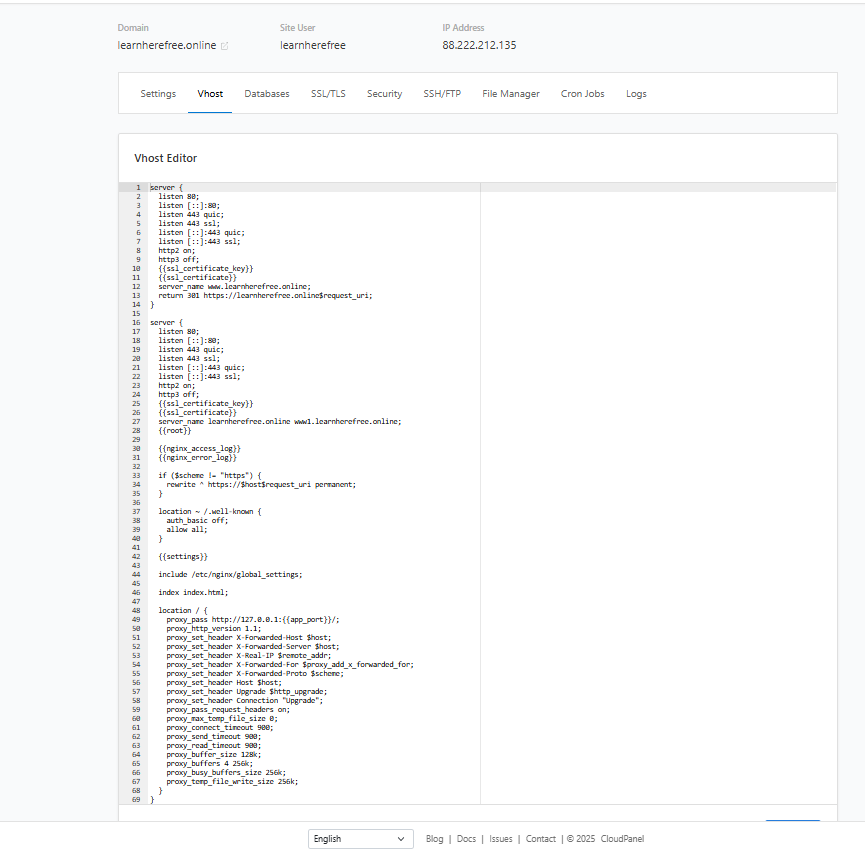 Domain
learnherefree.online
Site User
learnherefree
IP Address
88.222.212.135
Settings Vhost Databases SSL/TLS Security SSH/FTP File Manager Cron Jobs Logs
Vhost Editor
1 server {
2 listen 80;
3 listen [::]:80;
4 listen 443 quic;
5 listen 443 ssl;
6 listen [::]:443 quic;
7 listen [::]:443 ssl;
8 http2 on;
9 http3 off;
10 {{ssl_certificate_key}}
11 {{ssl_certificate}}
12 server_name www.learnherefree.online;
13 return 301 https://learnherefree.online$request_uri;
14 }
15
16 server {
17 listen 80;
18 listen [::]:80;
19 listen 443 quic;
20 listen 443 ssl;
21 listen [::]:443 quic;
22 listen [::]:443 ssl;
23 http2 on;
24 http3 off;
25 {{ssl_certificate_key}}
26 {{ssl_certificate}}
27 server_name learnherefree.online www1.learnherefree.online;
28 {{root}}
29
30 {{nginx_access_log}}
31 {{nginx_error_log}}
32
33 if ($scheme != "https") {
34 rewrite ^ https://$host$request_uri permanent;
35 }
36
37 location ~ /.well-known {
38 auth_basic off;
39 allow all;
40 }
41
42 {{settings}}
43
44 include /etc/nginx/global_settings;
45
46 index index.html;
47
48 location / {
49 proxy_pass http://127.0.0.1:{{app_port}}/;
50 proxy_http_version 1.1;
51 proxy_set_header X-Forwarded-Host $host;
52 proxy_set_header X-Forwarded-Server $host;
53 proxy_set_header X-Real-IP $remote_addr;
54 proxy_set_header X-Forwarded-For $proxy_add_x_forwarded_for;
55 proxy_set_header X-Forwarded-Proto $scheme;
56 proxy_set_header Host $host;
57 proxy_set_header Upgrade $http_upgrade;
58 proxy_set_header Connection "Upgrade";
59 proxy_pass_request_headers on;
60 proxy_max_temp_file_size 0;
61 proxy_connect_timeout 900;
62 proxy_send_timeout 900;
63 proxy_read_timeout 900;
64 proxy_buffer_size 128k;
65 proxy_buffers 4 256k;
66 proxy_busy_buffers_size 256k;
67 proxy_temp_file_write_size 256k;
68 }
69 }
English Blog | Docs | Issues | Contact | © 2025 CloudPanel